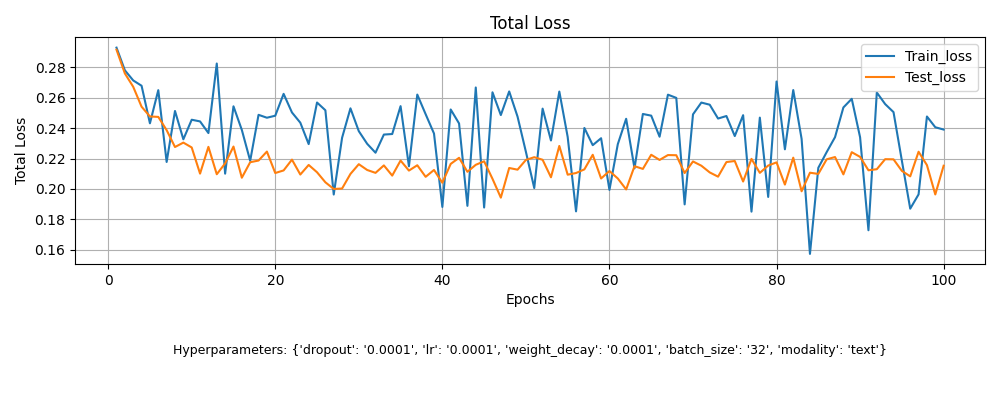 Total Loss
Total Loss
0.28
0.26
0.24
0.22
0.20
0.18
0.16
Train_loss
Test_loss
0 20 40 60 80 100
Epochs
Hyperparameters: {'dropout': '0.0001', 'lr': '0.0001', 'weight_decay': '0.0001', 'batch_size': '32', 'modality': 'text'}